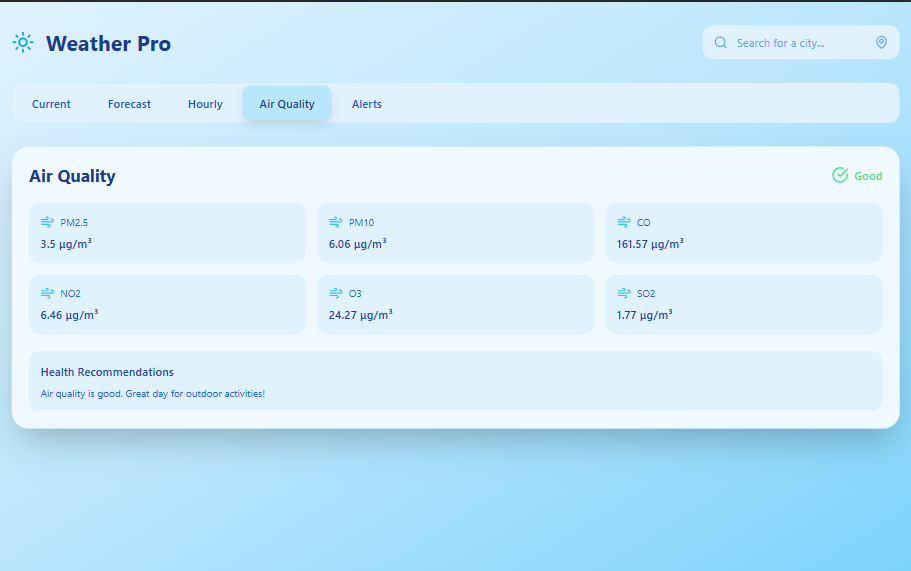 Weather Pro
Search for a city...
Current
Forecast
Hourly
Air Quality
Alerts
Air Quality
Good
PM2.5
3.5 µg/m³
PM10
6.06 µg/m³
CO
161.57 µg/m³
NO2
6.46 µg/m³
O3
24.27 µg/m³
SO2
1.77 µg/m³
Health Recommendations
Air quality is good. Great day for outdoor activities!